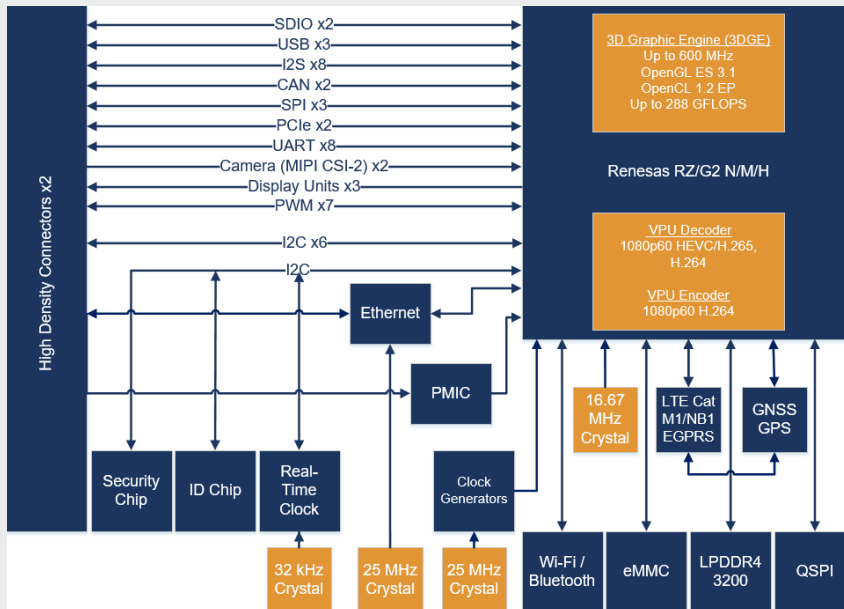 SDIO x2
USB x3
I2S x8
CAN x2
SPI x3
PCIe x2
UART x8
Camera (MIPI CSI-2) x2
Display Units x3
PWM x7
I2C x6
I2C
High Density Connectors x2
3D Graphic Engine (3DGE)
Up to 600 MHz
OpenGL ES 3.1
OpenCL 1.2 EP
Up to 288 GFLOPS
Renesas RZ/G2 N/M/H
VPU Decoder
1080p60 HEVC/H.265,
H.264
VPU Encoder
1080p60 H.264
Ethernet
PMIC
16.67
MHz
Crystal
LTE Cat
M1/NB1
EGPRS
GNSS
GPS
Security
Chip
ID Chip
Real-
Time
Clock
Clock
Generators
32 kHz
Crystal
25 MHz
Crystal
25 MHz
Crystal
Wi-Fi /
Bluetooth
eMMC
LPDDR4
3200
QSPI